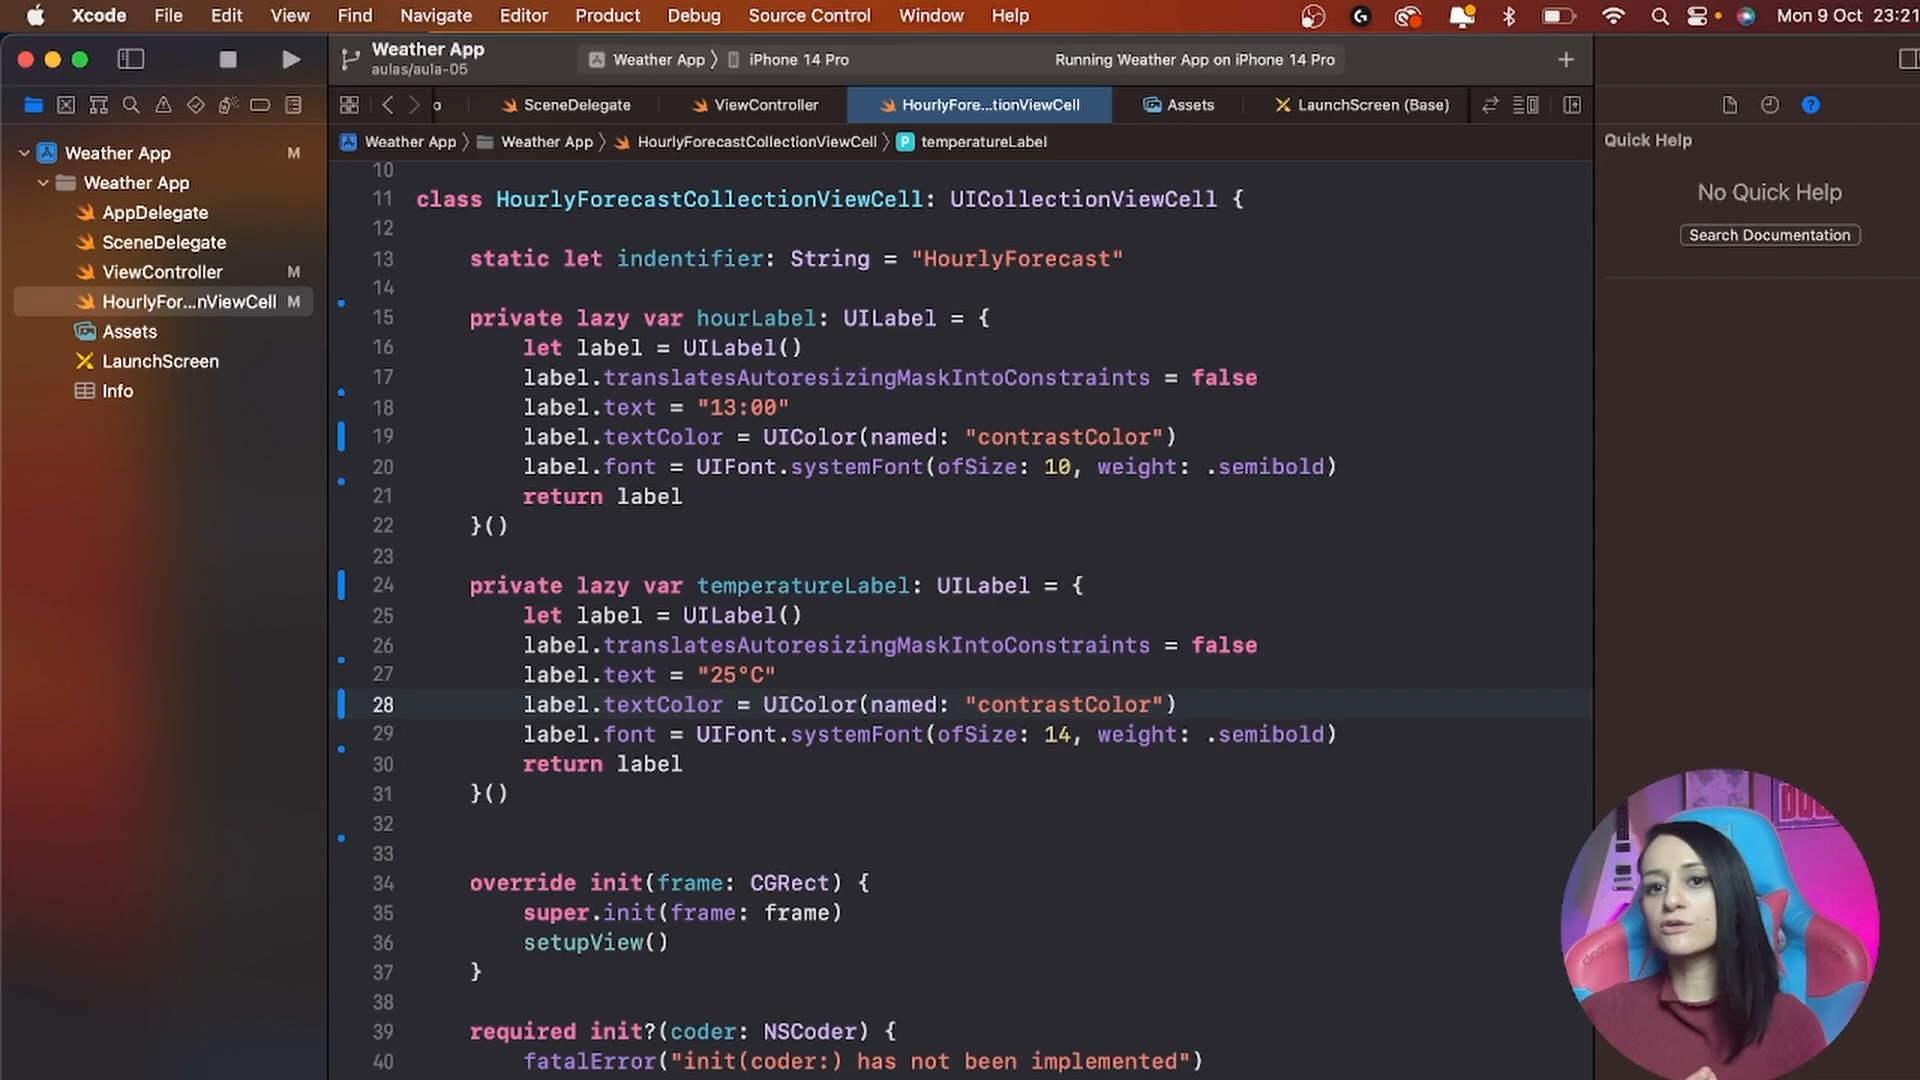 Xcode File Edit View Find Navigate Editor Product Debug Source Control Window Help Mon 9 Oct 23:21
Weather App
aulas/aula-05
Weather App 〉 iPhone 14 Pro Running Weather App on iPhone 14 Pro
SceneDelegate ViewController HourlyFore...tionViewCell Assets LaunchScreen (Base)
Weather App 〉 Weather App 〉 HourlyForecastCollectionViewCell 〉 temperatureLabel
Weather App M
Weather App
AppDelegate
SceneDelegate
ViewController M
HourlyFor...nViewCell M
Assets
LaunchScreen
Info
10
11 class HourlyForecastCollectionViewCell: UICollectionViewCell {
12
13 static let indentifier: String = "HourlyForecast"
14
15 private lazy var hourLabel: UILabel = {
16 let label = UILabel()
17 label.translatesAutoresizingMaskIntoConstraints = false
18 label.text = "13:00"
19 label.textColor = UIColor(named: "contrastColor")
20 label.font = UIFont.systemFont(ofSize: 10, weight: .semibold)
21 return label
22 }()
23
24 private lazy var temperatureLabel: UILabel = {
25 let label = UILabel()
26 label.translatesAutoresizingMaskIntoConstraints = false
27 label.text = "25°C"
28 label.textColor = UIColor(named: "contrastColor")
29 label.font = UIFont.systemFont(ofSize: 14, weight: .semibold)
30 return label
31 }()
32
33
34 override init(frame: CGRect) {
35 super.init(frame: frame)
36 setupView()
37 }
38
39 required init?(coder: NSCoder) {
40 fatalError("init(coder:) has not been implemented")
Quick Help
No Quick Help
Search Documentation